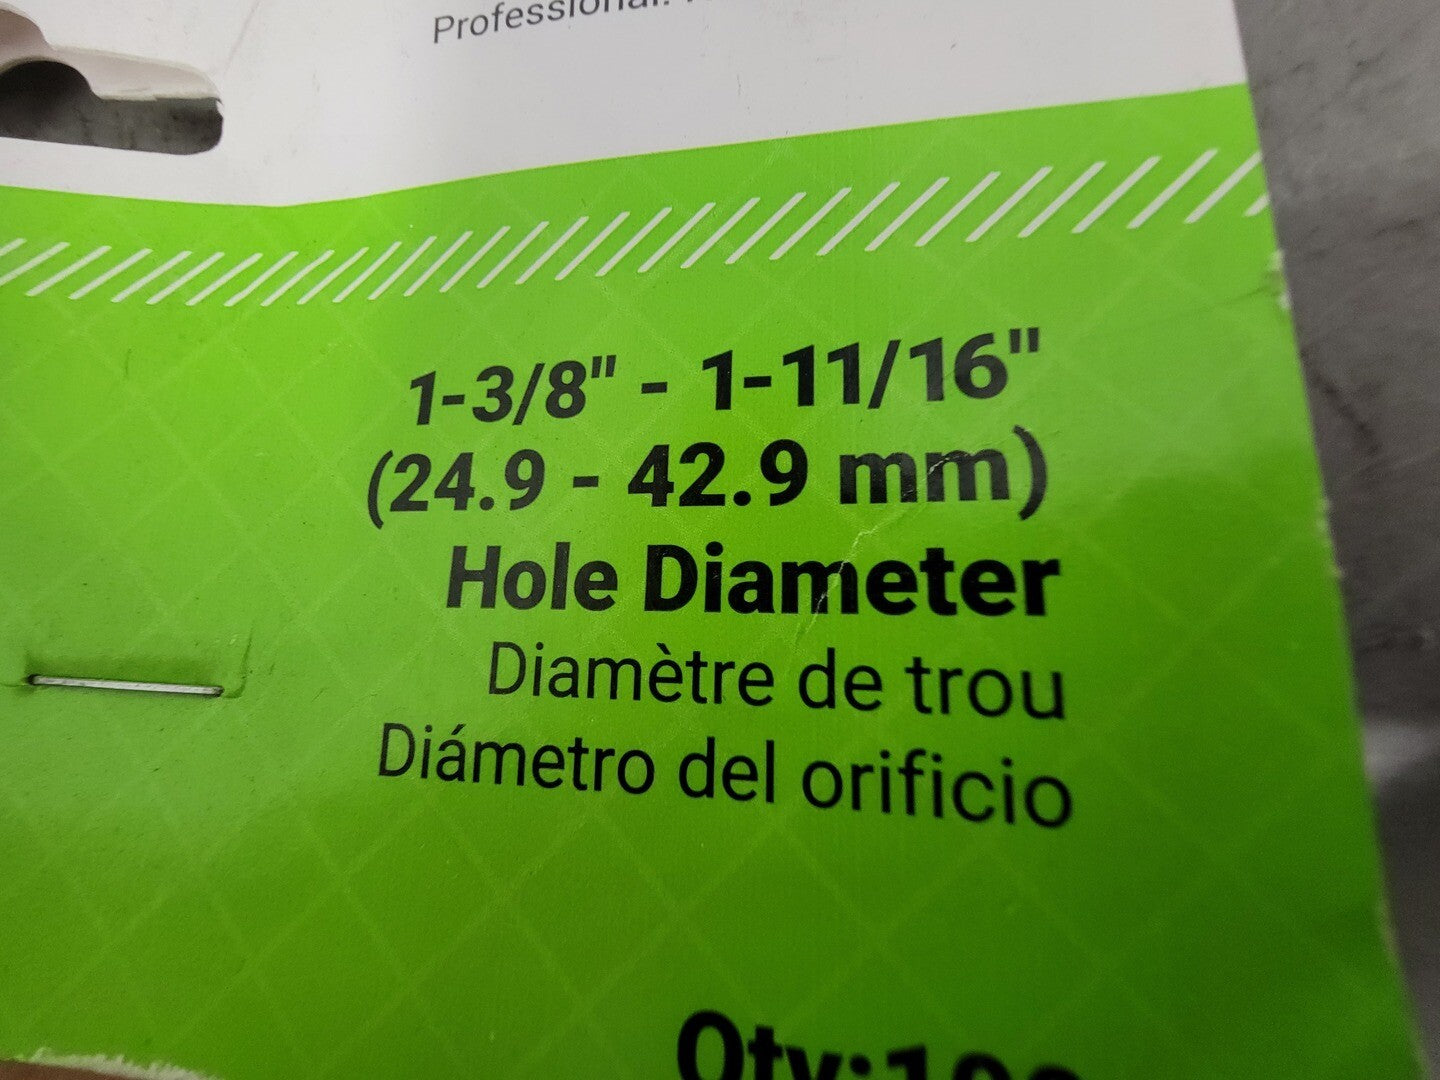 Professional.
1-3/8" - 1-11/16"
(24.9 - 42.9 mm)
Hole Diameter
Diamètre de trou
Diámetro del orificio
Qty: